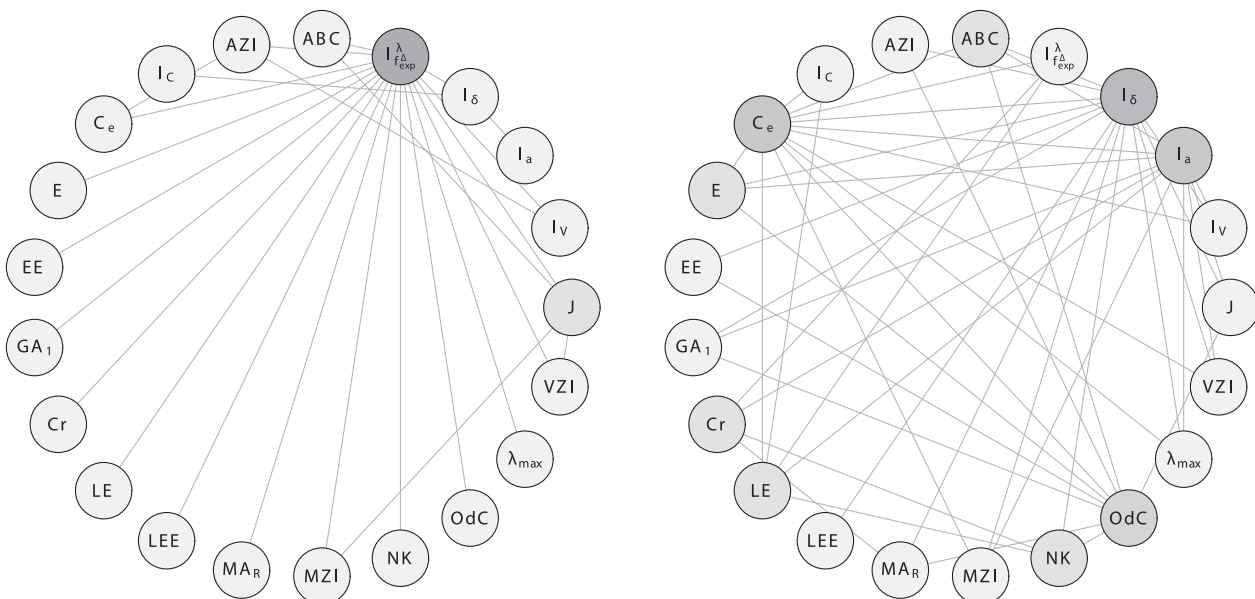 ABC
I^λ_{f^Δ_exp}
I_δ
I_a
I_V
J
VZI
λ_max
OdC
NK
MZI
MA_R
LEE
LE
Cr
GA_1
EE
E
C_e
I_C
AZI
ABC
I^λ_{f^Δ_exp}
I_δ
I_a
I_V
J
VZI
λ_max
OdC
NK
MZI
MA_R
LEE
LE
Cr
GA_1
EE
E
C_e
I_C
AZI